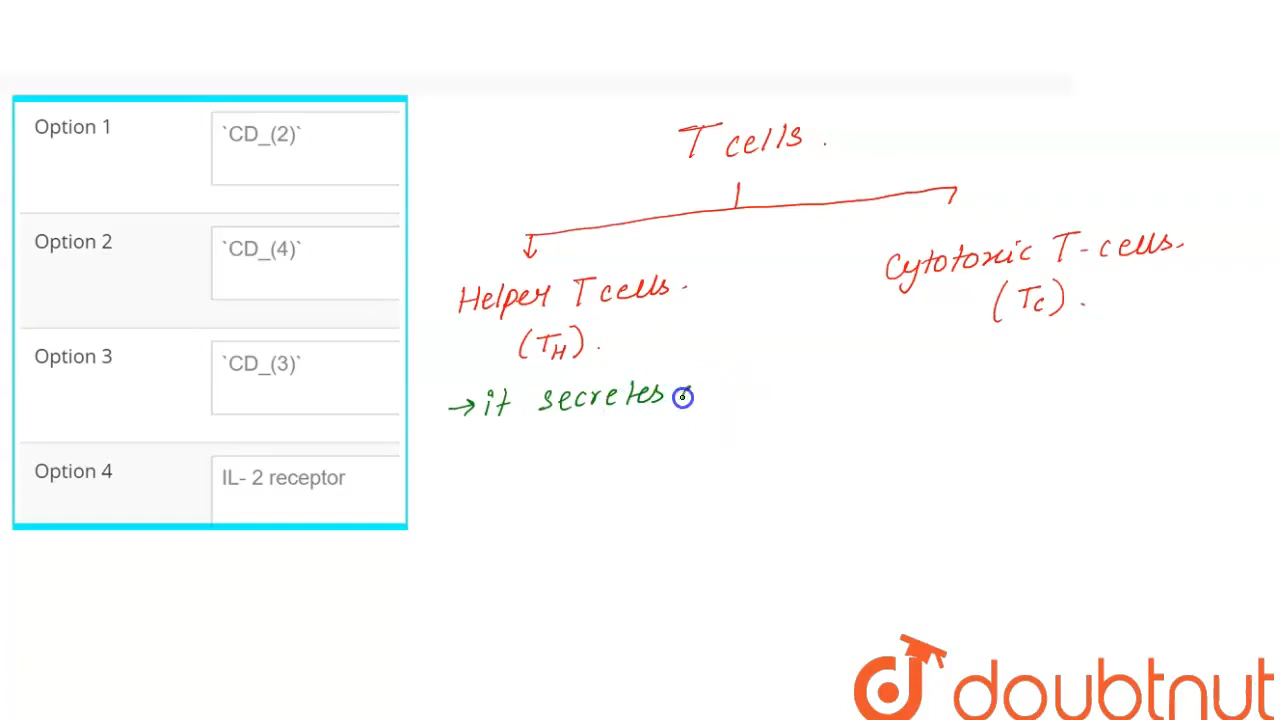 Option 1
`CD_(2)`
Option 2
`CD_(4)`
Option 3
`CD_(3)`
Option 4
IL- 2 receptor
T cells.
Helper T cells.
(TH).
→ it secretes
Cytotoxic T-cells.
(Tc).
doubtnut